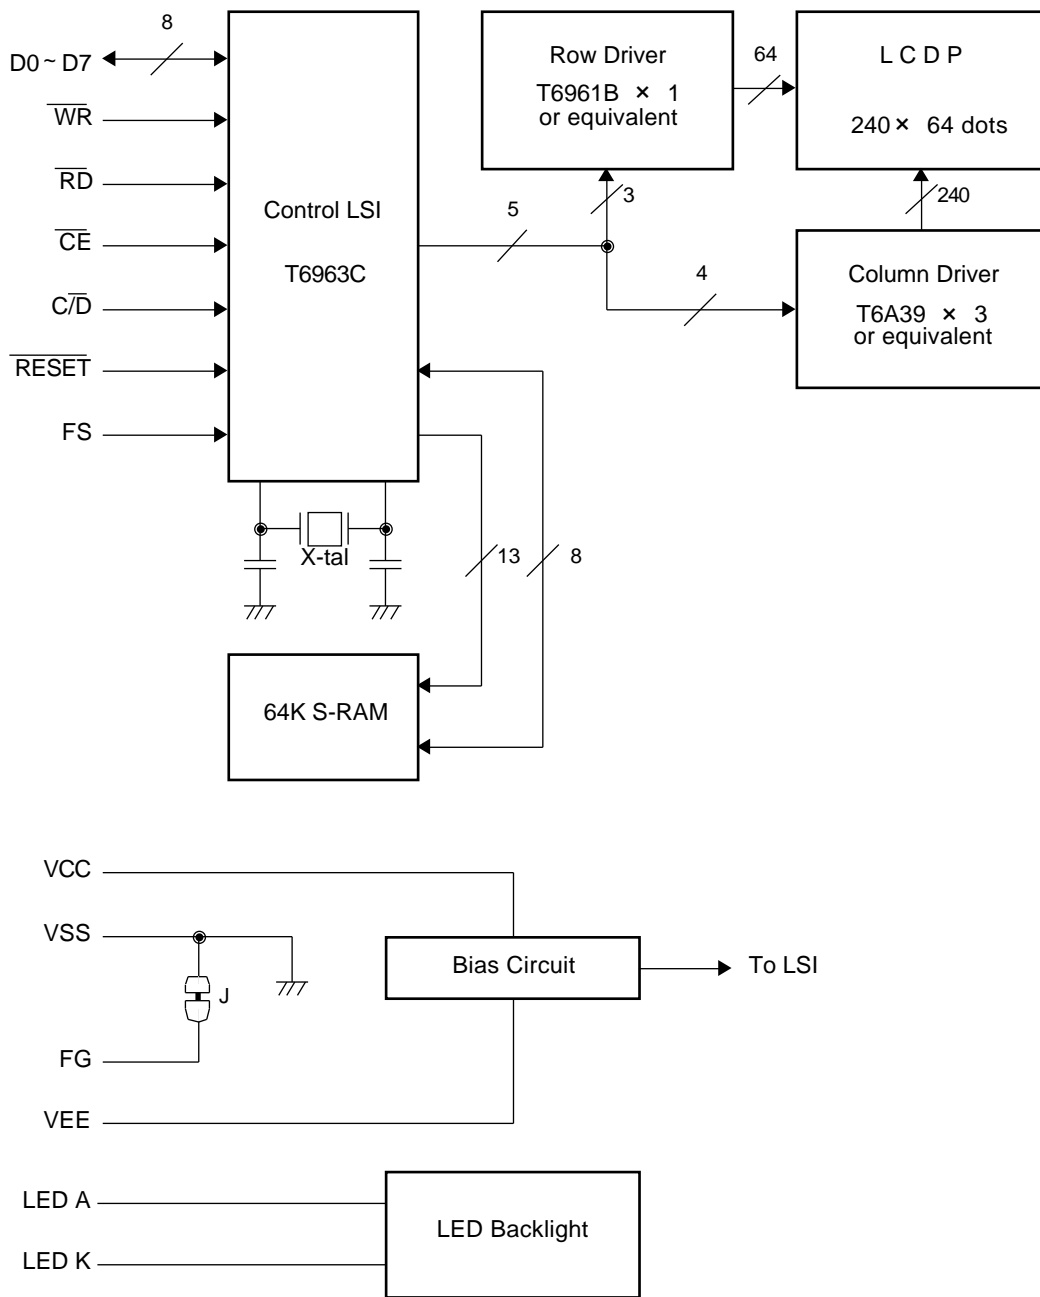 8
D0 ~ D7
WR
RD
CE
C/D
RESET
FS
Control LSI
T6963C
X-tal
5
3
4
13
8
Row Driver
T6961B × 1
or equivalent
64
L C D P
240 × 64 dots
240
Column Driver
T6A39 × 3
or equivalent
64K S-RAM
VCC
VSS
J
FG
VEE
Bias Circuit
To LSI
LED A
LED K
LED Backlight